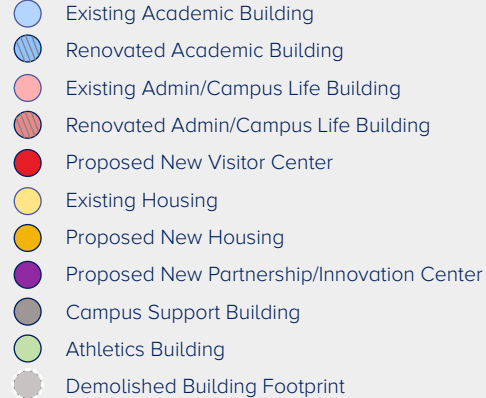 Existing Academic Building
Renovated Academic Building
Existing Admin/Campus Life Building
Renovated Admin/Campus Life Building
Proposed New Visitor Center
Existing Housing
Proposed New Housing
Proposed New Partnership/Innovation Center
Campus Support Building
Athletics Building
Demolished Building Footprint